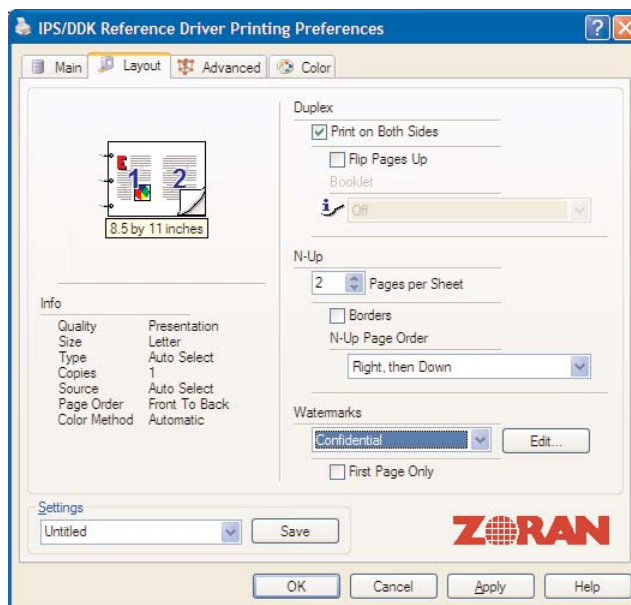 IPS/DDK Reference Driver Printing Preferences
Main
Layout
Advanced
Color
1 2
8.5 by 11 inches
Info
Quality Presentation
Size Letter
Type Auto Select
Copies 1
Source Auto Select
Page Order Front To Back
Color Method Automatic
Duplex
Print on Both Sides
Flip Pages Up
Booklet
Off
N-Up
2 Pages per Sheet
Borders
N-Up Page Order
Right, then Down
Watermarks
Confidential
Edit...
First Page Only
Settings
Untitled
Save
ZORAN
OK
Cancel
Apply
Help